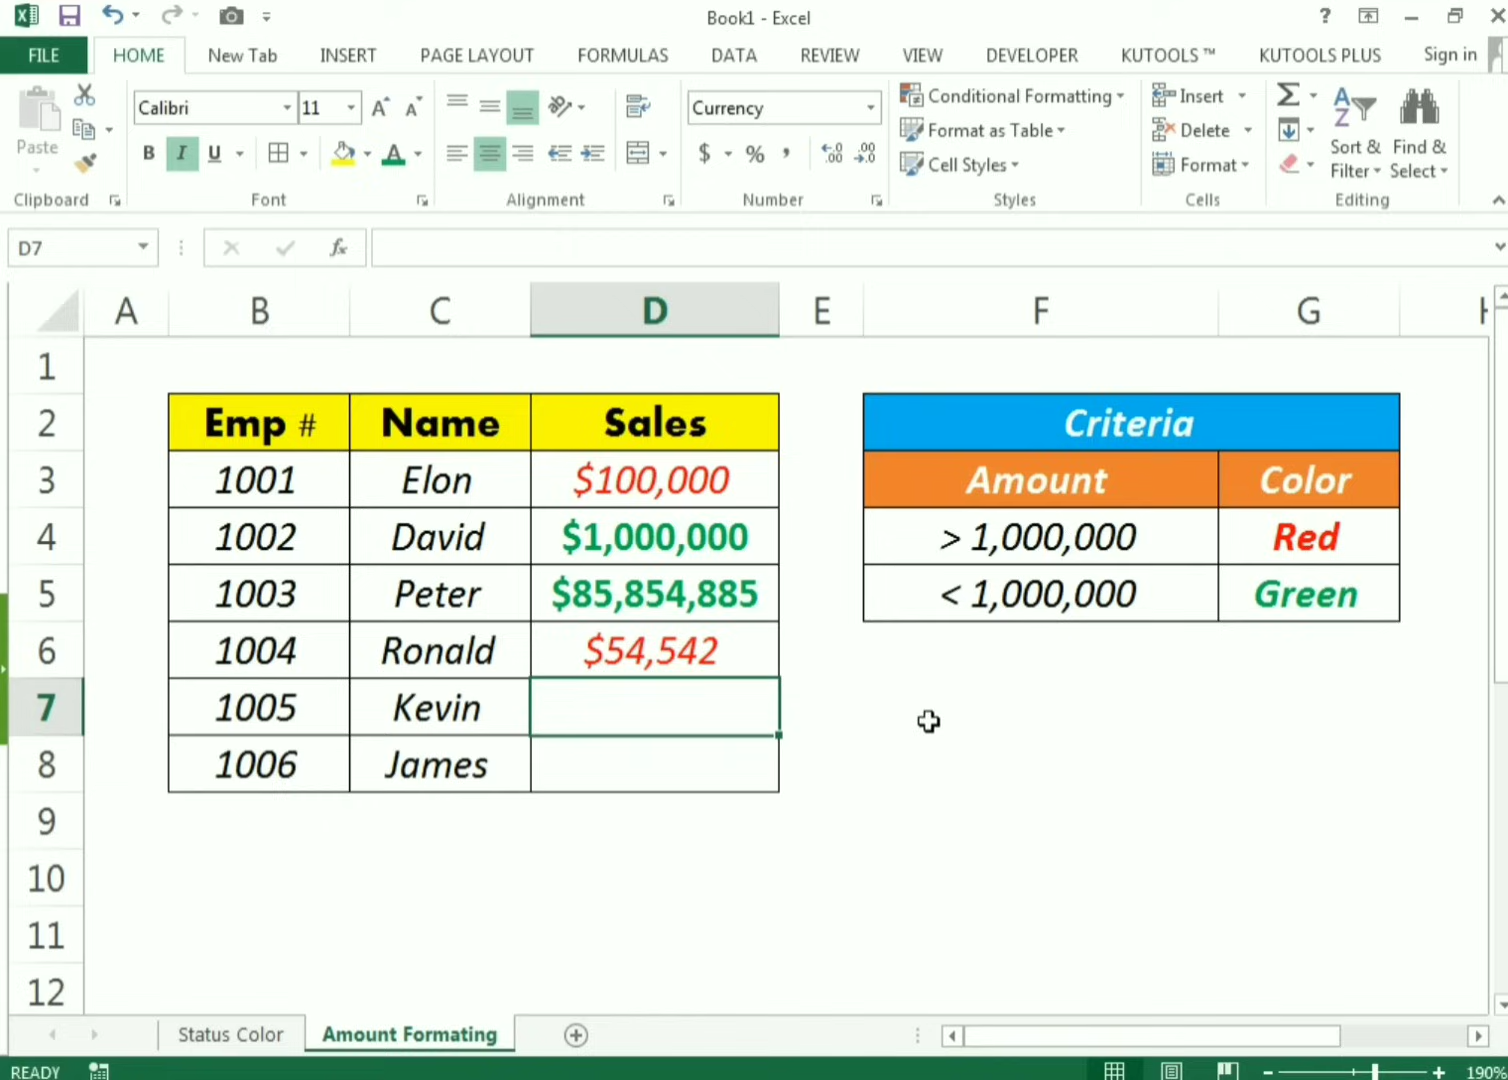 Book1 - Excel
?
FILE HOME New Tab INSERT PAGE LAYOUT FORMULAS DATA REVIEW VIEW DEVELOPER KUTOOLS ™ KUTOOLS PLUS Sign in
Paste
Calibri 11
B I U
Currency
$ % ,
Conditional Formatting
Format as Table
Cell Styles
Insert
Delete
Format
Sort & Filter
Find & Select
Clipboard Font Alignment Number Styles Cells Editing
D7 fx
A B C D E F G H
1
2 Emp # Name Sales Criteria
3 1001 Elon $100,000 Amount Color
4 1002 David $1,000,000 > 1,000,000 Red
5 1003 Peter $85,854,885 < 1,000,000 Green
6 1004 Ronald $54,542
7 1005 Kevin
8 1006 James
9
10
11
12
Status Color Amount Formating
READY 190%